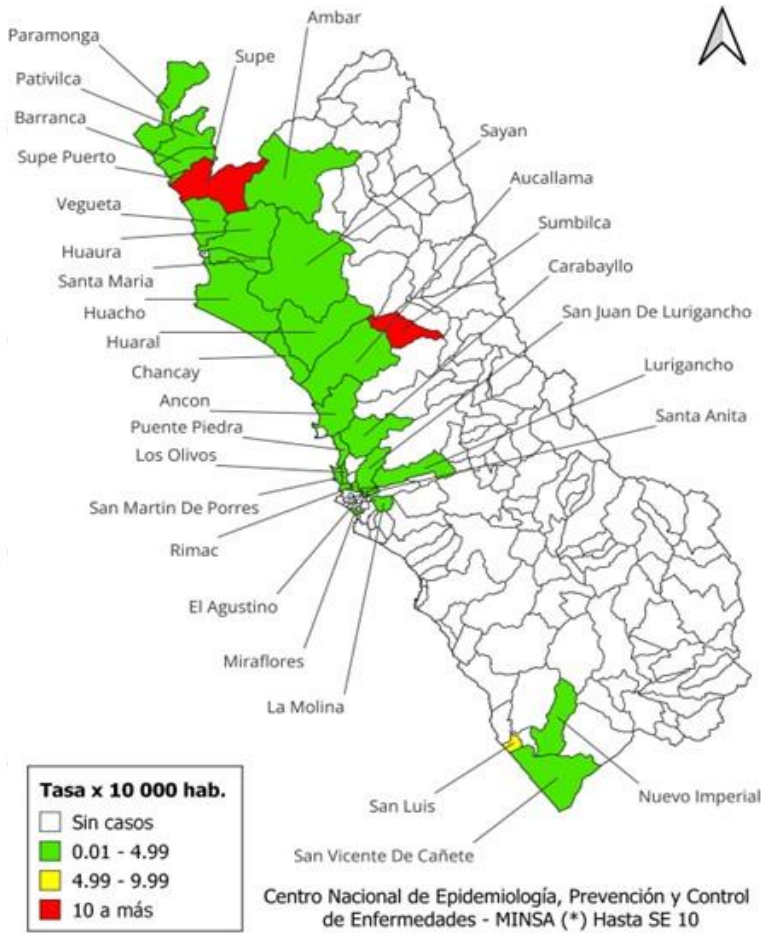 Ambar
Paramonga
Supe
Pativilca
Barranca
Sayan
Supe Puerto
Aucallama
Vegueta
Sumbilca
Huaura
Carabayllo
Santa Maria
San Juan De Lurigancho
Huacho
Huaral
Lurigancho
Chancay
Ancon
Santa Anita
Puente Piedra
Los Olivos
San Martin De Porres
Rimac
El Agustino
Miraflores
La Molina
Tasa x 10 000 hab.
Sin casos
0.01 - 4.99
4.99 - 9.99
10 a más
San Luis
Nuevo Imperial
San Vicente De Cañete
Centro Nacional de Epidemiología, Prevención y Control
de Enfermedades - MINSA (*) Hasta SE 10